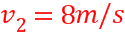 v₂ = 8m/s